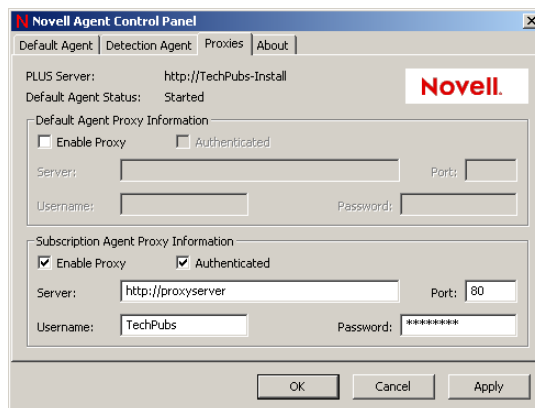 N Novell Agent Control Panel
Default Agent Detection Agent Proxies About
PLUS Server: http://TechPubs-Install
Novell.
Default Agent Status: Started
Default Agent Proxy Information
Enable Proxy Authenticated
Server: Port:
Username: Password:
Subscription Agent Proxy Information
Enable Proxy Authenticated
Server: http://proxyserver Port: 80
Username: TechPubs Password: ********
OK Cancel Apply